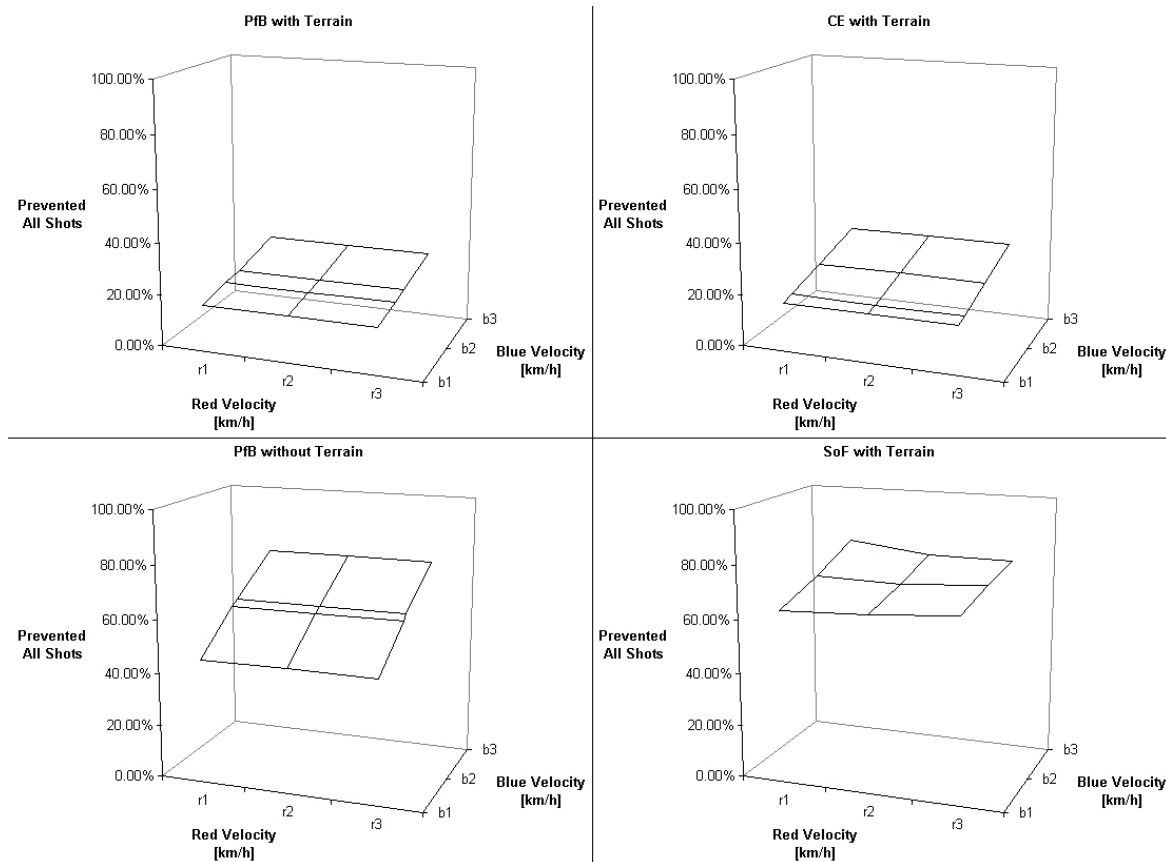 PfB with Terrain
100.00%
80.00%
60.00%
40.00%
20.00%
0.00%
Prevented
All Shots
r1
r2
r3
Red Velocity
[km/h]
b3
b2
b1
Blue Velocity
[km/h]
CE with Terrain
100.00%
80.00%
60.00%
40.00%
20.00%
0.00%
Prevented
All Shots
r1
r2
r3
Red Velocity
[km/h]
b3
b2
b1
Blue Velocity
[km/h]
PfB without Terrain
100.00%
80.00%
60.00%
40.00%
20.00%
0.00%
Prevented
All Shots
r1
r2
r3
Red Velocity
[km/h]
b3
b2
b1
Blue Velocity
[km/h]
SoF with Terrain
100.00%
80.00%
60.00%
40.00%
20.00%
0.00%
Prevented
All Shots
r1
r2
r3
Red Velocity
[km/h]
b3
b2
b1
Blue Velocity
[km/h]